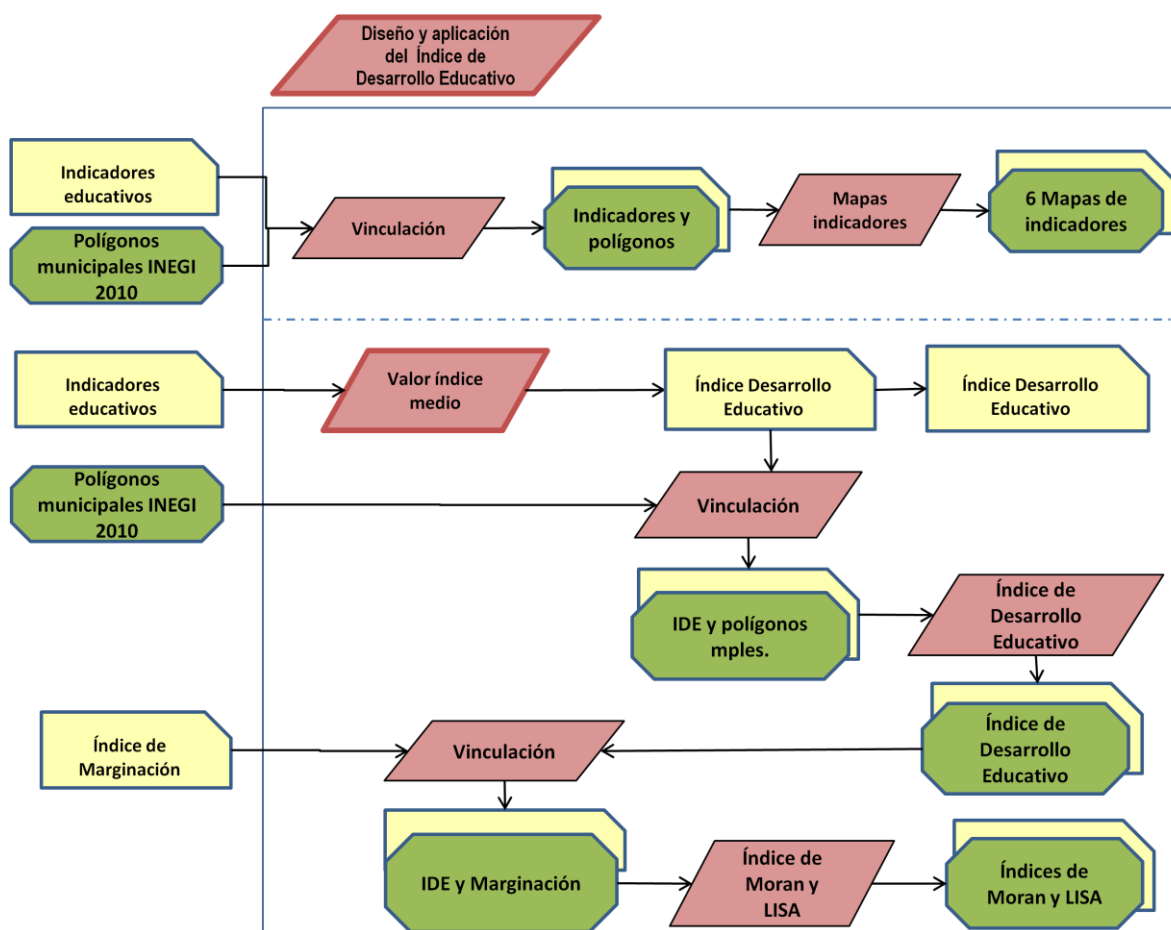 Diseño y aplicación
del Índice de
Desarrollo Educativo
Indicadores
educativos
Polígonos
municipales INEGI
2010
Vinculación
Indicadores y
polígonos
Mapas
indicadores
6 Mapas de
indicadores
Indicadores
educativos
Valor índice
medio
Índice Desarrollo
Educativo
Índice Desarrollo
Educativo
Polígonos
municipales INEGI
2010
Vinculación
IDE y polígonos
mples.
Índice de
Desarrollo
Educativo
Índice de
Marginación
Vinculación
Índice de
Desarrollo
Educativo
IDE y Marginación
Índice de
Moran y
LISA
Índices de
Moran y LISA